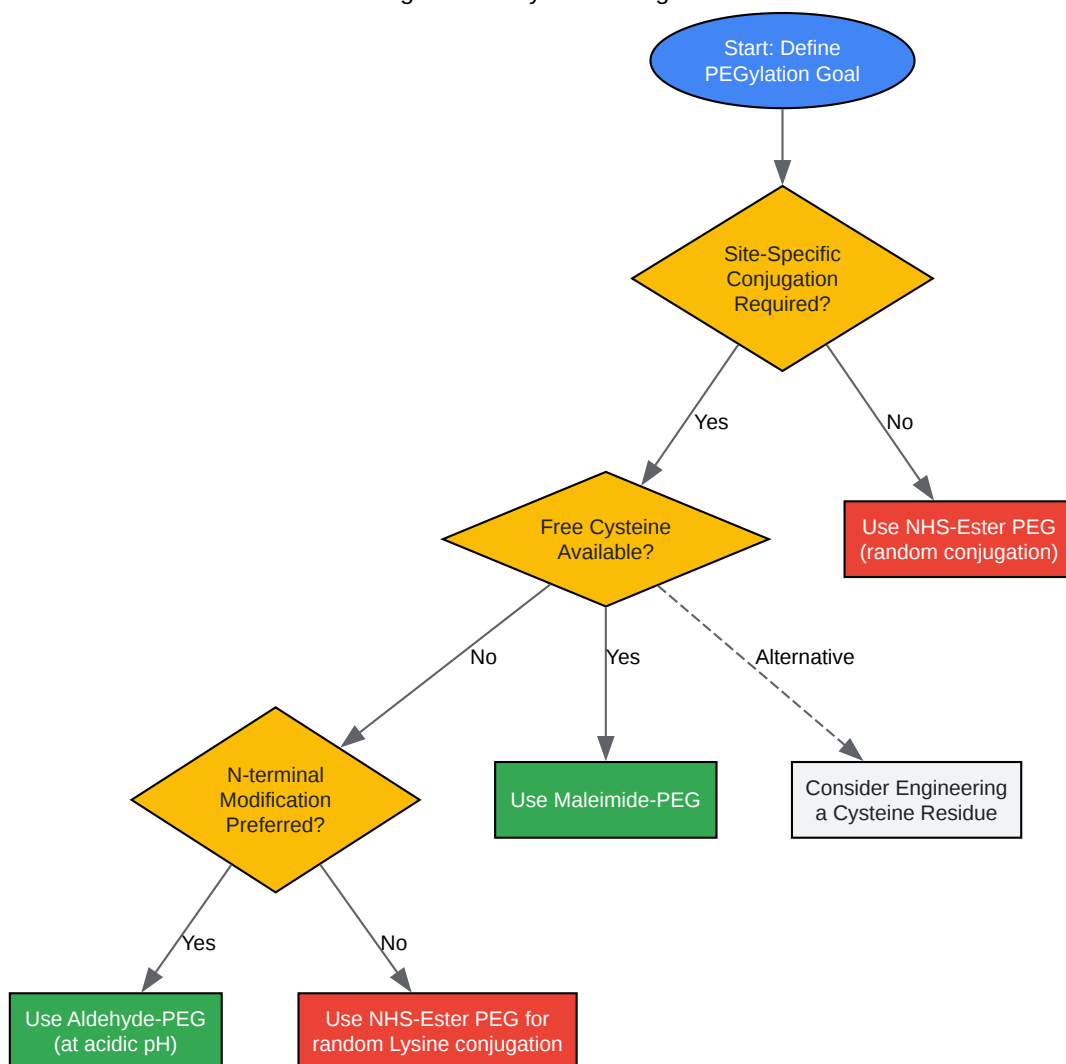 Start: Define
PEGylation Goal
Site-Specific
Conjugation
Required?
Yes
No
Free Cysteine
Available?
Use NHS-Ester PEG
(random conjugation)
No
Yes
Alternative
N-terminal
Modification
Preferred?
Use Maleimide-PEG
Consider Engineering
a Cysteine Residue
Yes
No
Use Aldehyde-PEG
(at acidic pH)
Use NHS-Ester PEG for
random Lysine conjugation